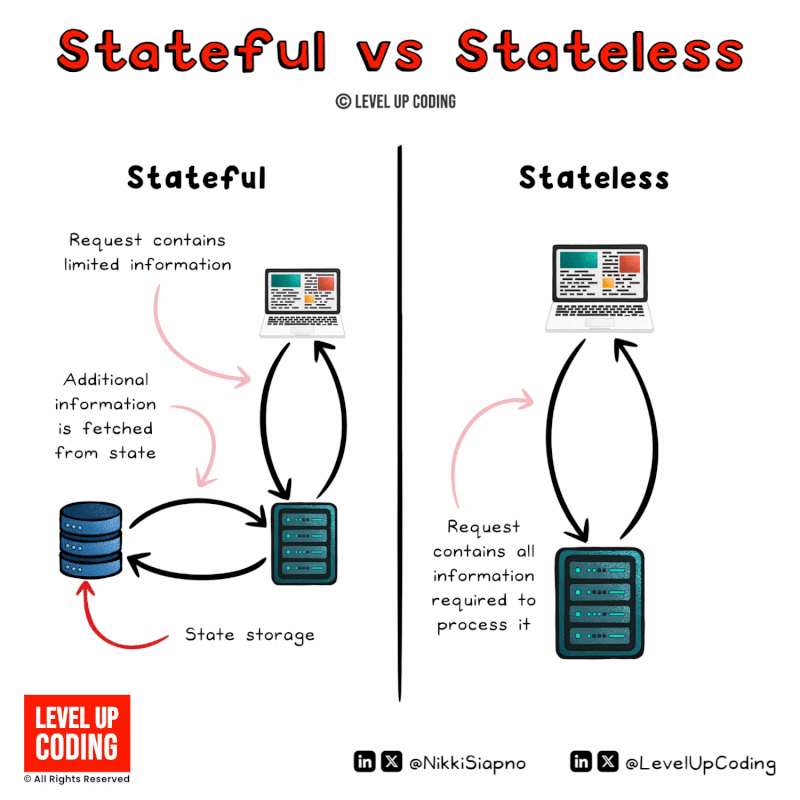 Stateful vs Stateless
© LEVEL UP CODING
Stateful
Request contains
limited information
Additional
information
is fetched
from state
State storage
Stateless
Request
contains all
information
required to
process it
LEVEL UP
CODING
© All Rights Reserved
@NikkiSiapno
@LevelUpCoding